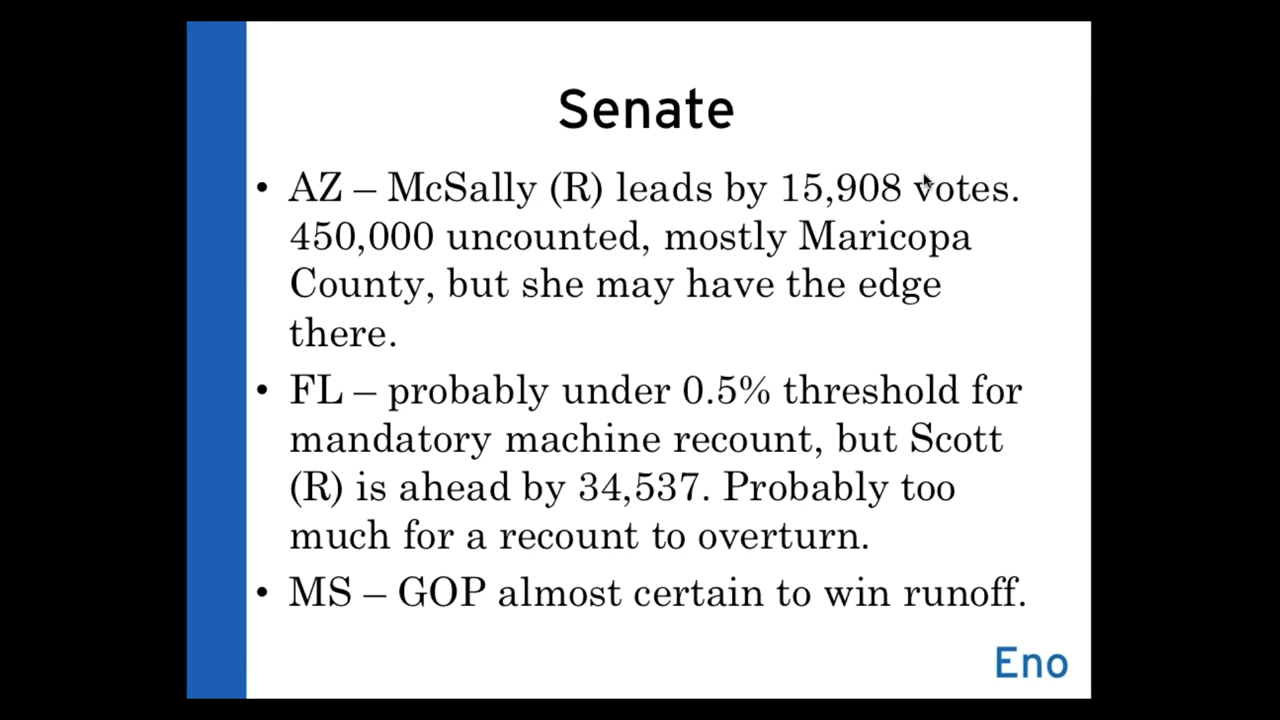 Senate
• AZ – McSally (R) leads by 15,908 votes.
450,000 uncounted, mostly Maricopa
County, but she may have the edge
there.
• FL – probably under 0.5% threshold for
mandatory machine recount, but Scott
(R) is ahead by 34,537. Probably too
much for a recount to overturn.
• MS – GOP almost certain to win runoff.
Eno